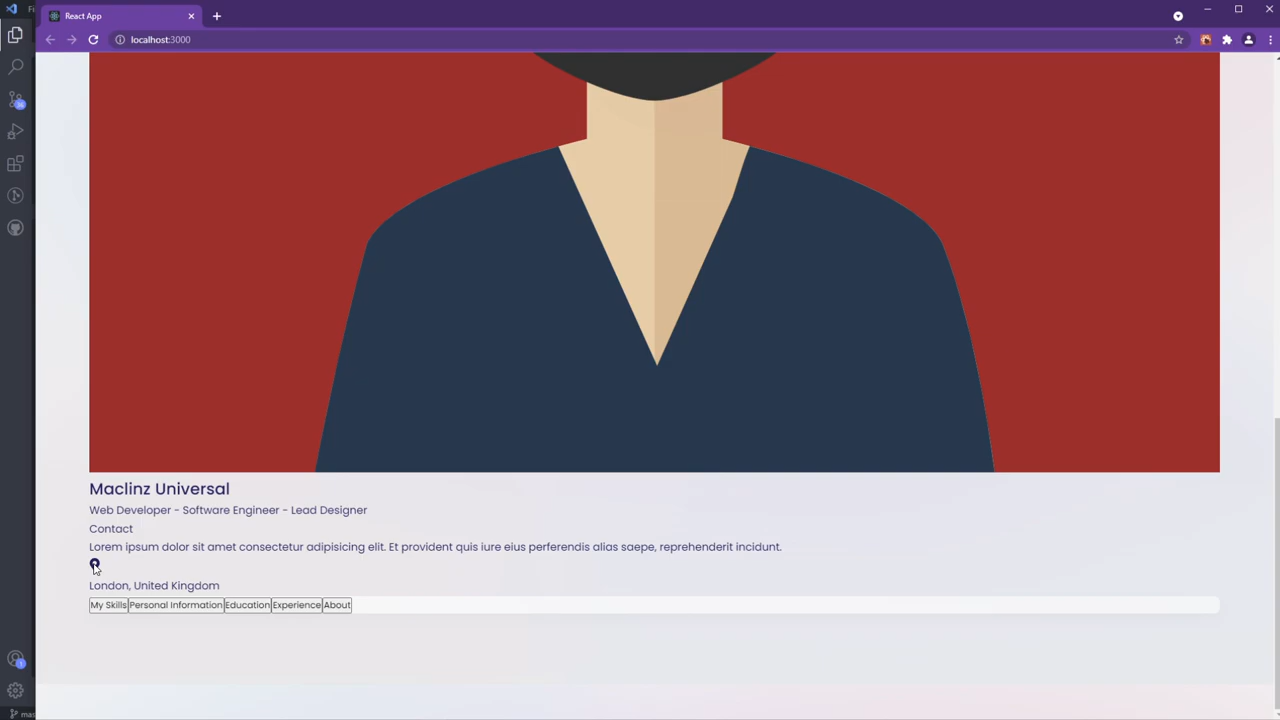 React App
localhost:3000
Maclinz Universal
Web Developer - Software Engineer - Lead Designer
Contact
Lorem ipsum dolor sit amet consectetur adipisicing elit. Et provident quis iure eius perferendis alias saepe, reprehenderit incidunt.
London, United Kingdom
My Skills Personal Information Education Experience About